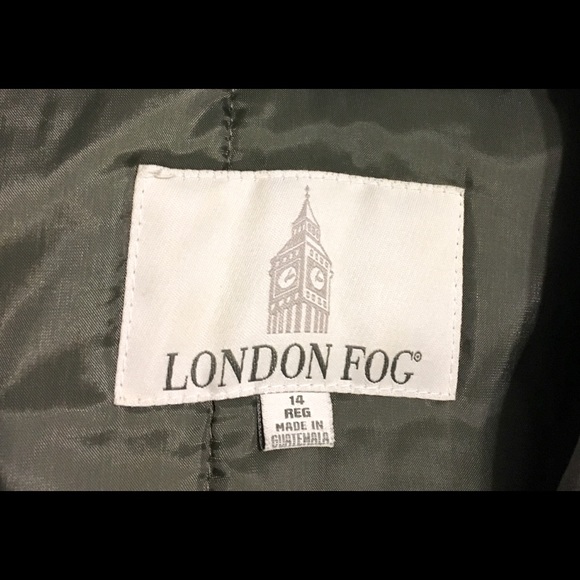 LONDON FOG®
14
REG
MADE IN
GUATEMALA